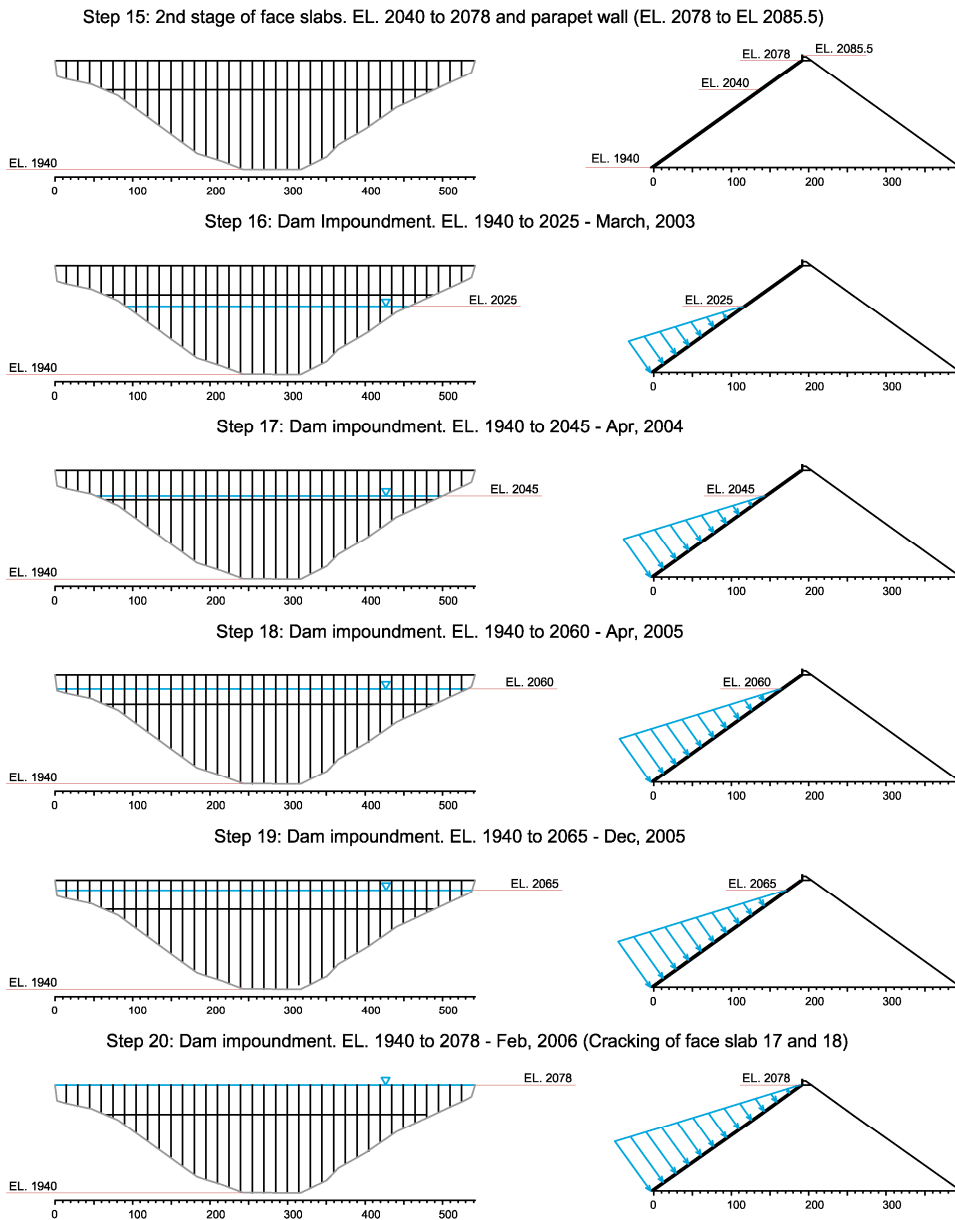 Step 15: 2nd stage of face slabs. EL. 2040 to 2078 and parapet wall (EL. 2078 to EL 2085.5)
EL. 2078 EL. 2085.5
EL. 2040
EL. 1940 EL. 1940
0 100 200 300 400 500 0 100 200 300
Step 16: Dam Impoundment. EL. 1940 to 2025 - March, 2003
EL. 2025 EL. 2025
EL. 1940
0 100 200 300 400 500 0 100 200 300
Step 17: Dam impoundment. EL. 1940 to 2045 - Apr, 2004
EL. 2045 EL. 2045
EL. 1940
0 100 200 300 400 500 0 100 200 300
Step 18: Dam impoundment. EL. 1940 to 2060 - Apr, 2005
EL. 2060 EL. 2060
EL. 1940
0 100 200 300 400 500 0 100 200 300
Step 19: Dam impoundment. EL. 1940 to 2065 - Dec, 2005
EL. 2065 EL. 2065
EL. 1940
0 100 200 300 400 500 0 100 200 300
Step 20: Dam impoundment. EL. 1940 to 2078 - Feb, 2006 (Cracking of face slab 17 and 18)
EL. 2078 EL. 2078
EL. 1940
0 100 200 300 400 500 0 100 200 300